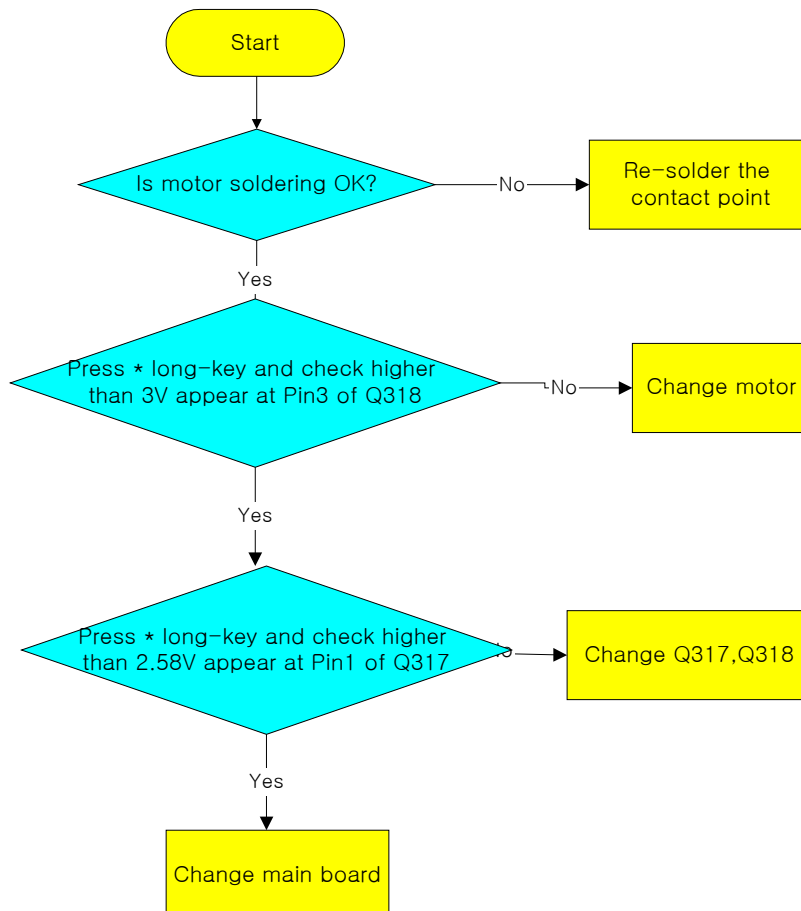 Start
Is motor soldering OK?
No
Re-solder the
contact point
Yes
Press * long-key and check higher
than 3V appear at Pin3 of Q318
No
Change motor
Yes
Press * long-key and check higher
than 2.58V appear at Pin1 of Q317
Change Q317,Q318
Yes
Change main board